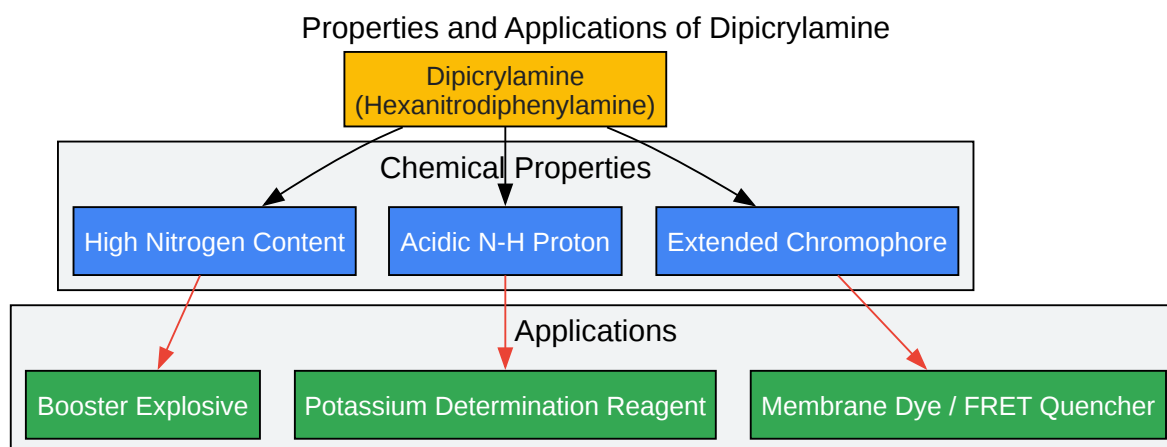 Properties and Applications of Dipicrylamine
Dipicrylamine
(Hexanitrodiphenylamine)
Chemical Properties
High Nitrogen Content
Acidic N-H Proton
Extended Chromophore
Applications
Booster Explosive
Potassium Determination Reagent
Membrane Dye / FRET Quencher